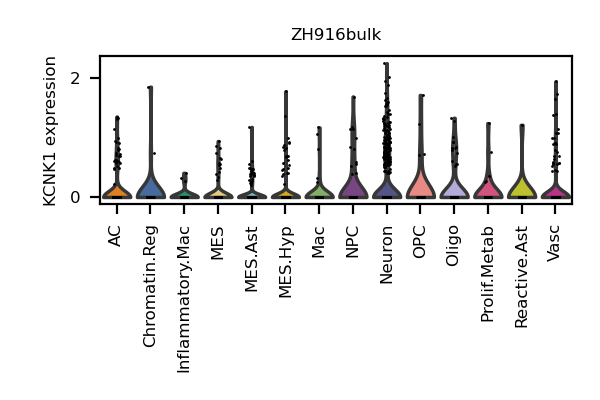 ZH916bulk
KCNK1 expression
2
0
AC
Chromatin.Reg
Inflammatory.Mac
MES
MES.Ast
MES.Hyp
Mac
NPC
Neuron
OPC
Oligo
Prolif.Metab
Reactive.Ast
Vasc